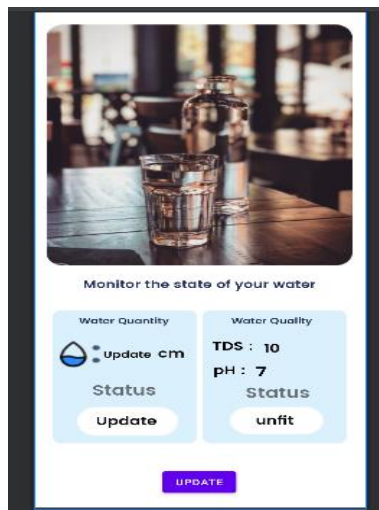 Monitor the state of your water
Water Quantity
: Update cm
Status
Update
Water Quality
TDS : 10
pH : 7
Status
unfit
UPDATE